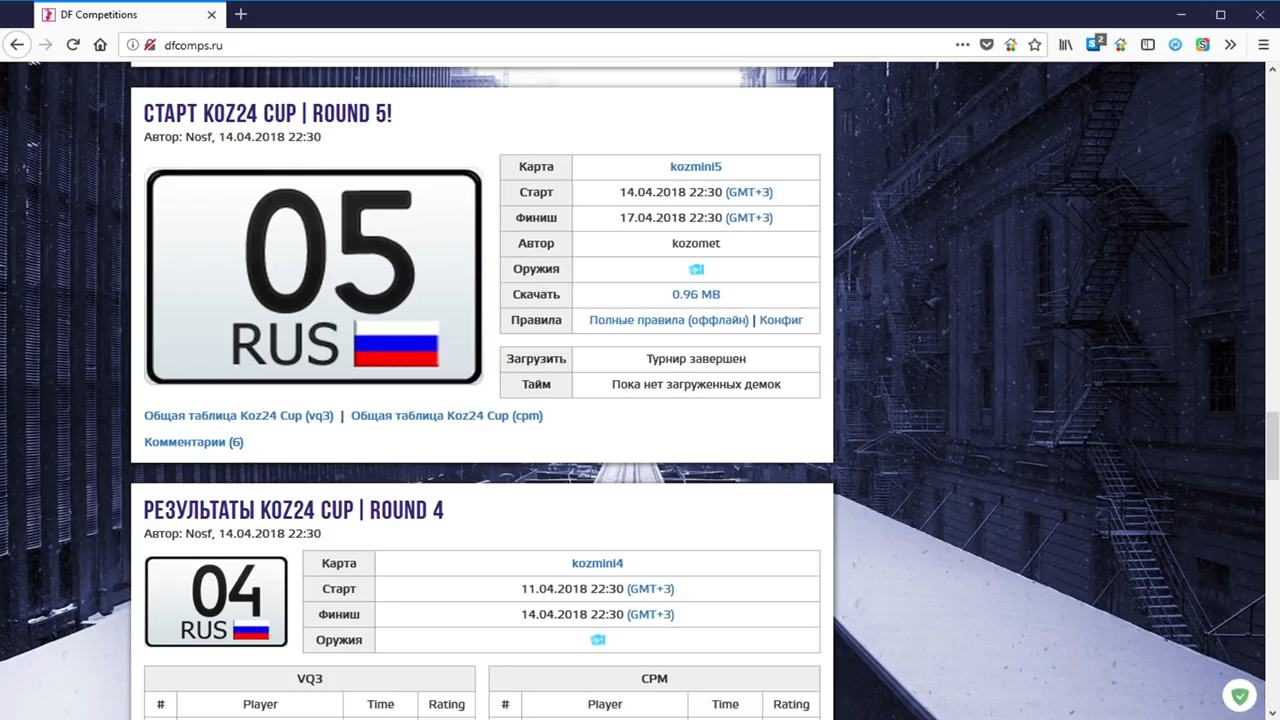 DF Competitions
dfcomps.ru
2
СТАРТ KOZ24 CUP | ROUND 5!
Автор: Nosf, 14.04.2018 22:30
05
RUS
Карта kozmini5
Старт 14.04.2018 22:30 (GMT+3)
Финиш 17.04.2018 22:30 (GMT+3)
Автор kozomet
Оружия
Скачать 0.96 MB
Правила Полные правила (оффлайн) | Конфиг
Загрузить Турнир завершен
Тайм Пока нет загруженных демок
Общая таблица Koz24 Cup (vq3) | Общая таблица Koz24 Cup (cpm)
Комментарии (6)
РЕЗУЛЬТАТЫ KOZ24 CUP | ROUND 4
Автор: Nosf, 14.04.2018 22:30
04
RUS
Карта kozmini4
Старт 11.04.2018 22:30 (GMT+3)
Финиш 14.04.2018 22:30 (GMT+3)
Оружия
VQ3
# Player Time Rating
CPM
# Player Time Rating